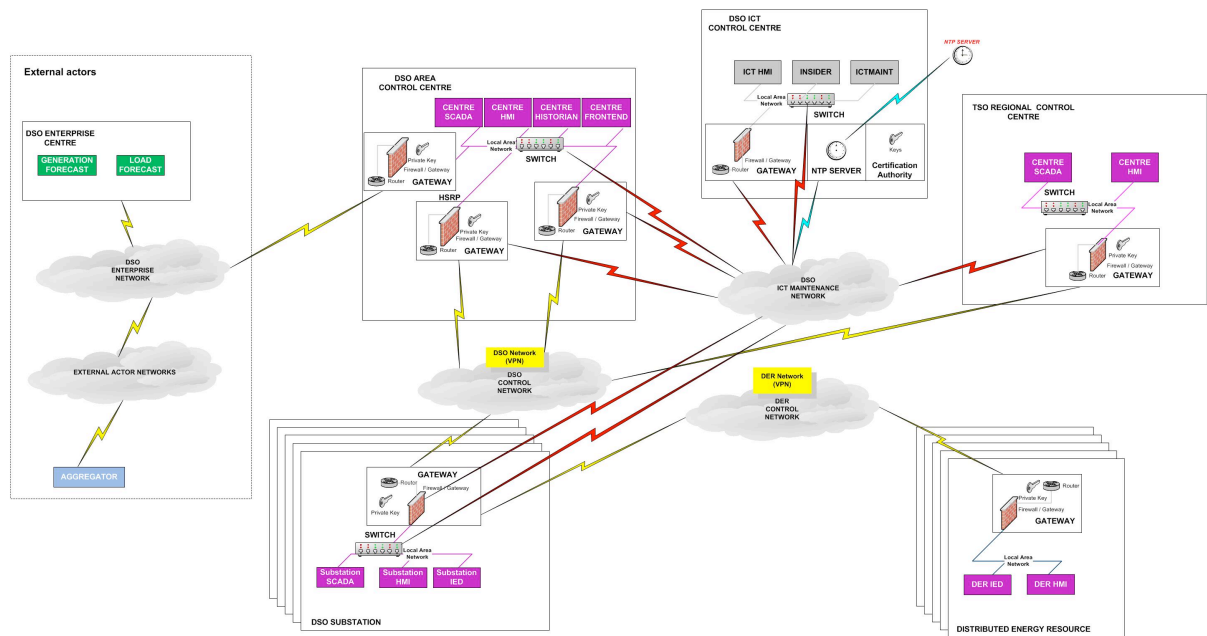 External actors
DSO ENTERPRISE
CENTRE
GENERATION
FORECAST
LOAD
FORECAST
DSO
ENTERPRISE
NETWORK
EXTERNAL ACTOR NETWORKS
AGGREGATOR
DSO AREA
CONTROL CENTRE
CENTRE
SCADA
CENTRE
HMI
CENTRE
HISTORIAN
CENTRE
FRONTEND
Local Area
Network
SWITCH
Private Key
Firewall / Gateway
Router
GATEWAY
HSRP
Private Key
Firewall / Gateway
Router
GATEWAY
Private Key
Firewall / Gateway
Router
GATEWAY
DSO ICT
CONTROL CENTRE
ICT HMI
INSIDER
ICTMAINT
Local Area
Network
SWITCH
Firewall / Gateway
Router
GATEWAY
NTP SERVER
Keys
Certification
Authority
NTP SERVER
TSO REGIONAL CONTROL
CENTRE
CENTRE
SCADA
CENTRE
HMI
SWITCH
Local Area
Network
Private Key
Firewall / Gateway
Router
GATEWAY
DSO
ICT MAINTENANCE
NETWORK
DSO Network
(VPN)
DSO
CONTROL
NETWORK
DER Network
(VPN)
DER
CONTROL
NETWORK
GATEWAY
Router
Firewall / Gateway
Private Key
SWITCH
Local Area
Network
Substation
SCADA
Substation
HMI
Substation
IED
DSO SUBSTATION
Router
Private Key
Firewall / Gateway
GATEWAY
Local Area
Network
DER IED
DER HMI
DISTRIBUTED ENERGY RESOURCE